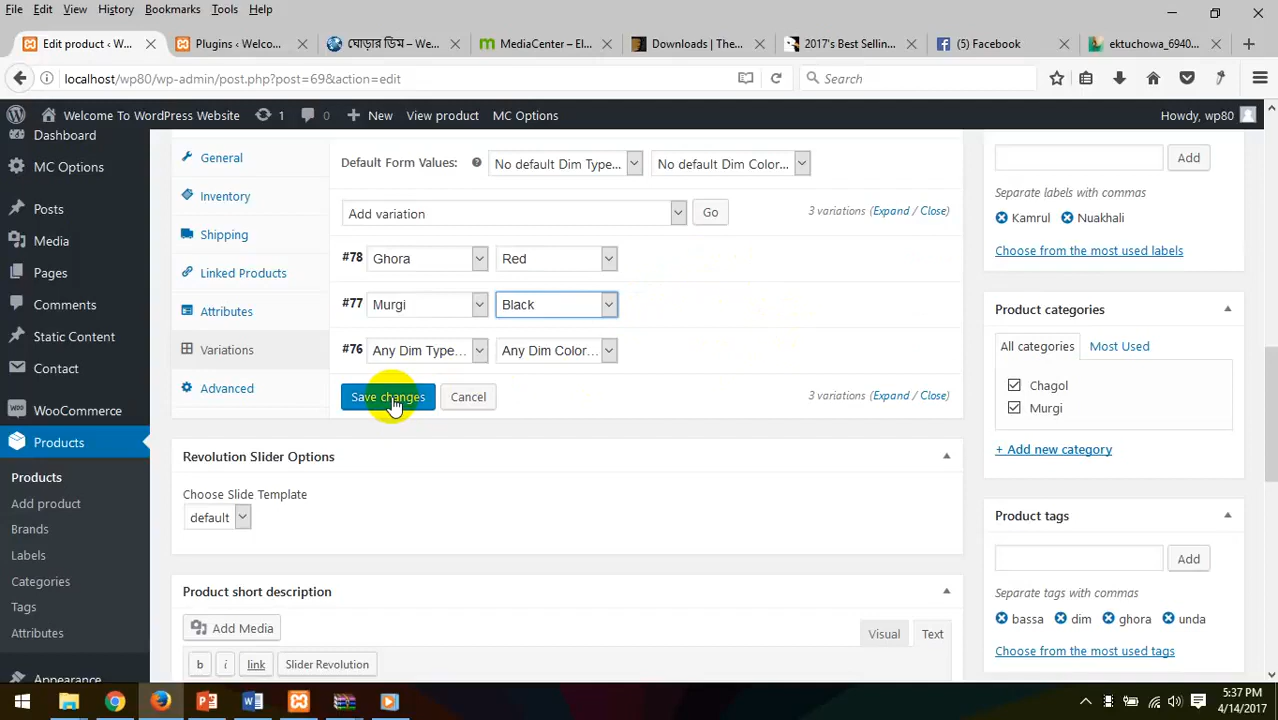 File Edit View History Bookmarks Tools Help
Edit product ‹ W... Plugins ‹ Welco... ঘোড়ার ডিম – We... MediaCenter – El... Downloads | The... 2017's Best Sellin... (5) Facebook ektuchowa_6940...
localhost/wp80/wp-admin/post.php?post=69&action=edit Search
Welcome To WordPress Website 1 0 New View product MC Options Howdy, wp80
Dashboard
MC Options
Posts
Media
Pages
Comments
Static Content
Contact
WooCommerce
Products
Products
Add product
Brands
Labels
Categories
Tags
Attributes
Appearance
General
Inventory
Shipping
Linked Products
Attributes
Variations
Advanced
Default Form Values: No default Dim Type... No default Dim Color...
Add variation Go 3 variations (Expand / Close)
#78 Ghora Red
#77 Murgi Black
#76 Any Dim Type... Any Dim Color...
Save changes Cancel 3 variations (Expand / Close)
Revolution Slider Options
Choose Slide Template
default
Product short description
Add Media Visual Text
b i link Slider Revolution
Add
Separate labels with commas
Kamrul Nuakhali
Choose from the most used labels
Product categories
All categories Most Used
Chagol
Murgi
+ Add new category
Product tags
Add
Separate tags with commas
bassa dim ghora unda
Choose from the most used tags
5:37 PM
4/14/2017